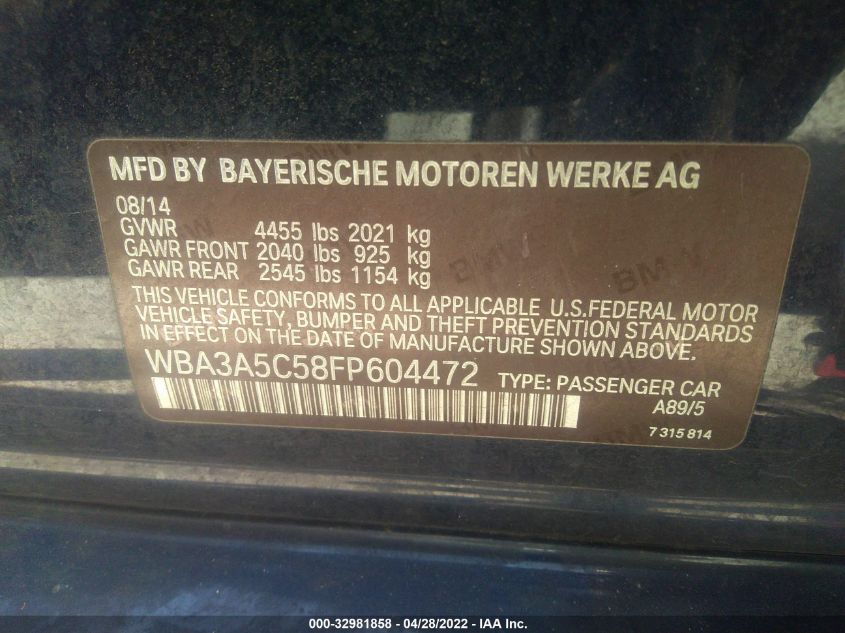 MFD BY BAYERISCHE MOTOREN WERKE AG
08/14
GVWR 4455 lbs 2021 kg
GAWR FRONT 2040 lbs 925 kg
GAWR REAR 2545 lbs 1154 kg
THIS VEHICLE CONFORMS TO ALL APPLICABLE U.S.FEDERAL MOTOR
VEHICLE SAFETY, BUMPER AND THEFT PREVENTION STANDARDS
IN EFFECT ON THE DATE OF MANUFACTURE SHOWN ABOVE.
WBA3A5C58FP604472 TYPE: PASSENGER CAR
A89/5
7 315 814
000-32981858 - 04/28/2022 - IAA Inc.